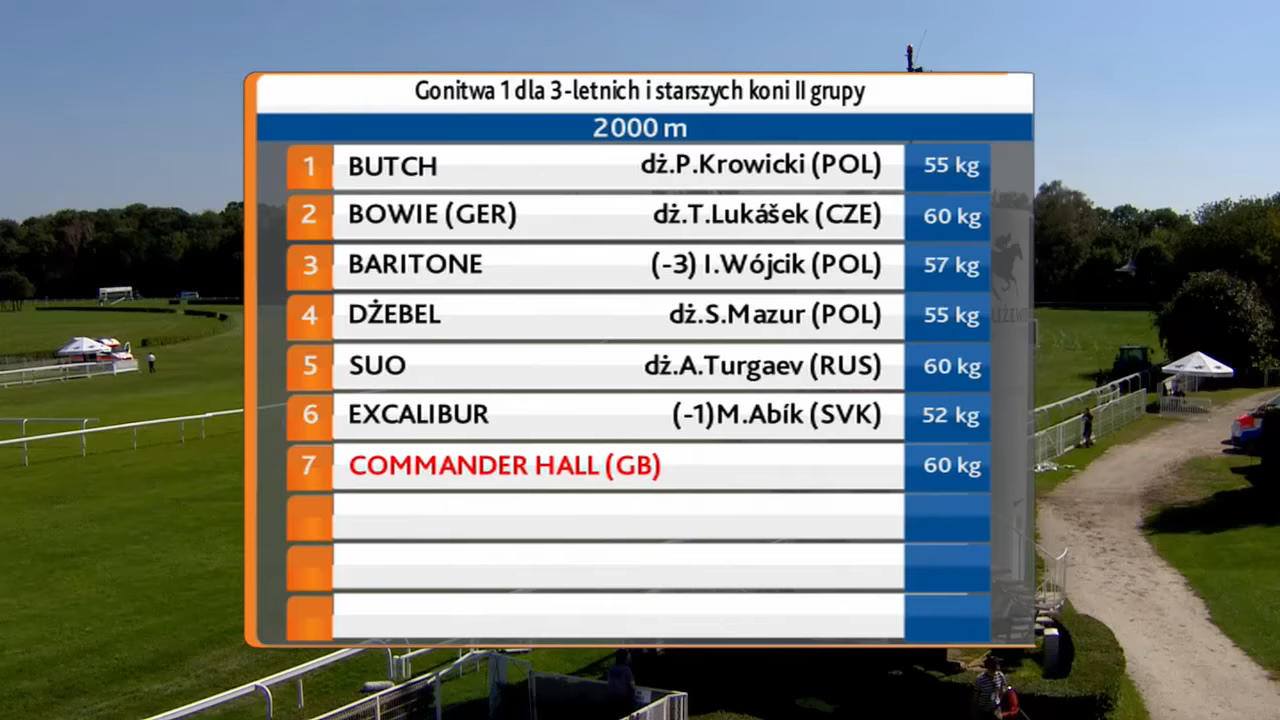 Gonitwa 1 dla 3-letnich i starszych koni II grupy
2000 m
1 BUTCH dż.P.Krowicki (POL) 55 kg
2 BOWIE (GER) dż.T.Lukášek (CZE) 60 kg
3 BARITONE (-3) I.Wójcik (POL) 57 kg
4 DŻEBEL dż.S.Mazur (POL) 55 kg
5 SUO dż.A.Turgaev (RUS) 60 kg
6 EXCALIBUR (-1)M.Abík (SVK) 52 kg
7 COMMANDER HALL (GB) 60 kg